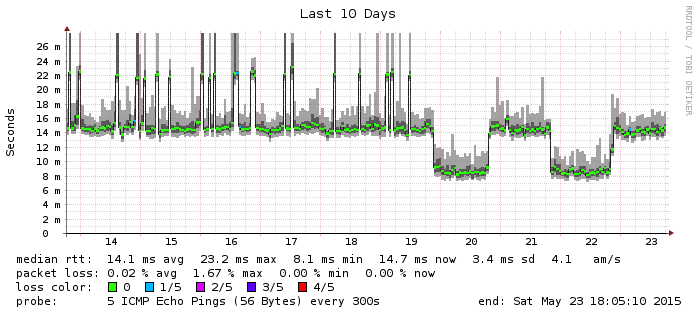 Last 10 Days
RRDTOOL / TOBI OETIKER
Seconds
26 m
24 m
22 m
20 m
18 m
16 m
14 m
12 m
10 m
8 m
6 m
4 m
2 m
0
14 15 16 17 18 19 20 21 22 23
median rtt: 14.1 ms avg 23.2 ms max 8.1 ms min 14.7 ms now 3.4 ms sd 4.1 am/s
packet loss: 0.02 % avg 1.67 % max 0.00 % min 0.00 % now
loss color: 0 1/5 2/5 3/5 4/5
probe: 5 ICMP Echo Pings (56 Bytes) every 300s end: Sat May 23 18:05:10 2015